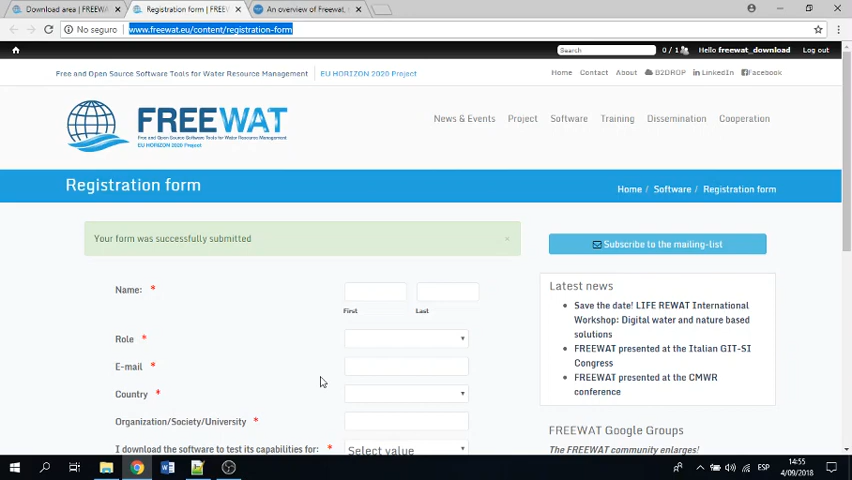 Download area | FREEWA
Registration form | FREEW
An overview of Freewat,
No seguro
www.freewat.eu/content/registration-form
Search
0 / 1
Hello freewat_download
Log out
Free and Open Source Software Tools for Water Resource Management
EU HORIZON 2020 Project
Home Contact About B2DROP LinkedIn Facebook
FREEWAT
Free and Open Source Software Tools for Water Resource Management
EU HORIZON 2020 Project
News & Events Project Software Training Dissemination Cooperation
Registration form
Home / Software / Registration form
Your form was successfully submitted ×
Subscribe to the mailing-list
Name: *
First Last
Role *
E-mail *
Country *
Organization/Society/University *
I download the software to test its capabilities for: * Select value
Latest news
Save the date! LIFE REWAT International
Workshop: Digital water and nature based
solutions
FREEWAT presented at the Italian GIT-SI
Congress
FREEWAT presented at the CMWR
conference
FREEWAT Google Groups
The FREEWAT community enlarges!
ESP
14:55
4/09/2018